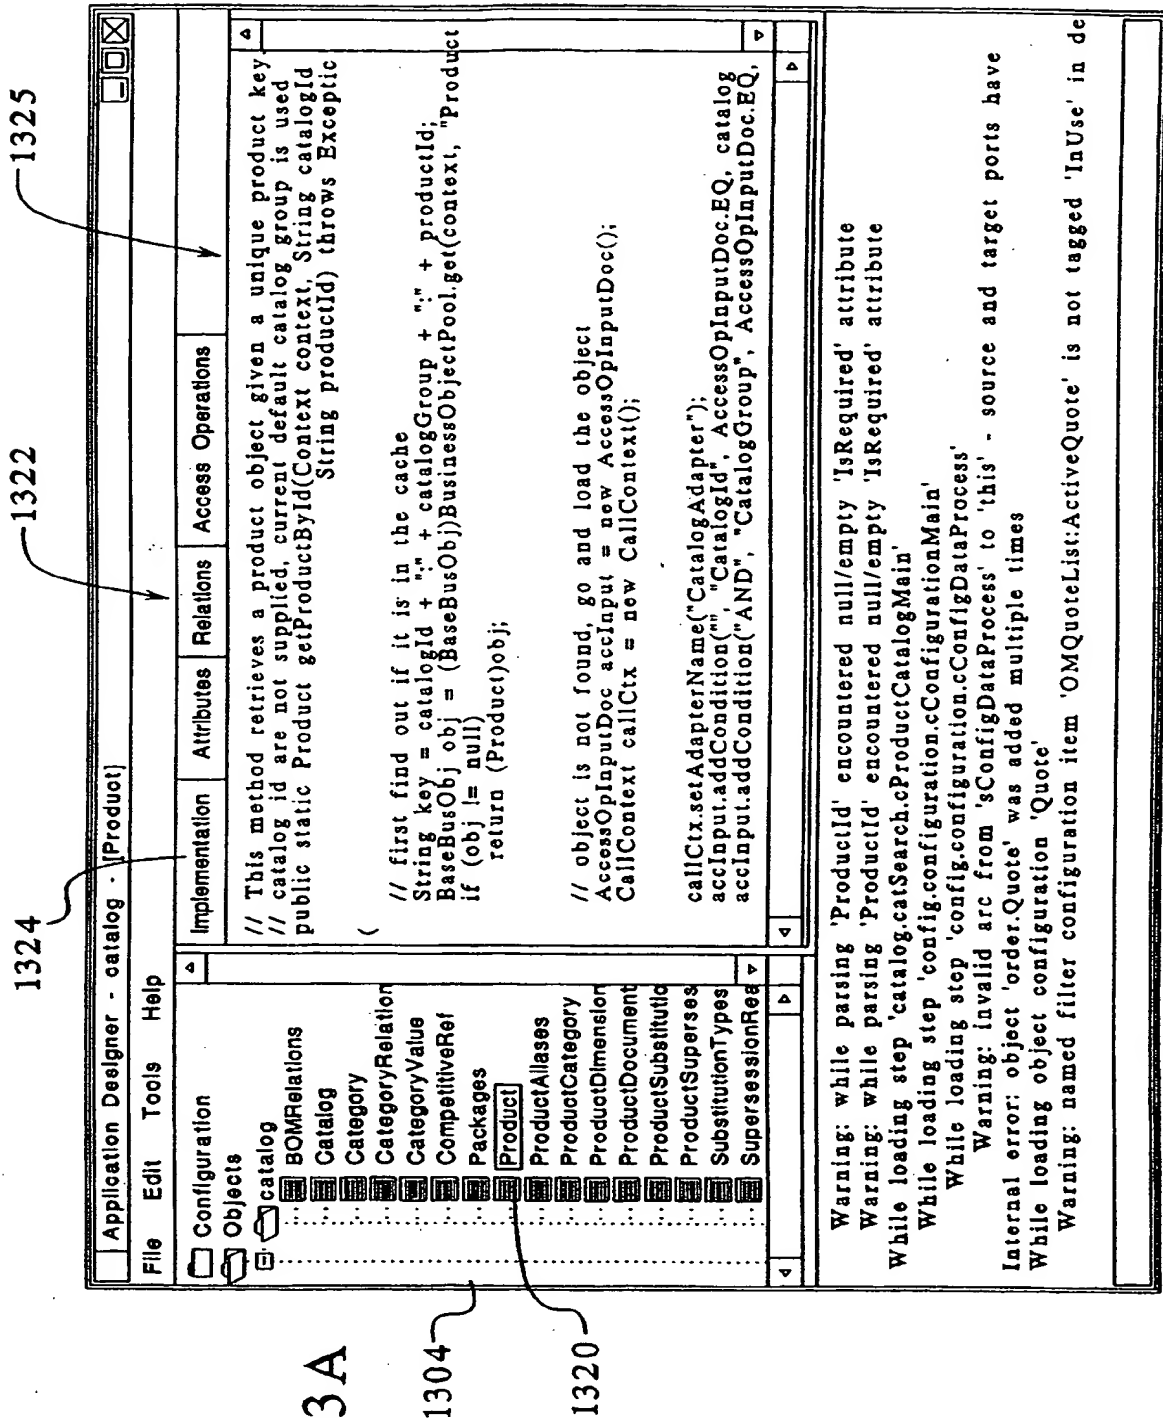 1324
1322
1325
Application Designer - catalog - [Product]
File Edit Tools Help
Configuration
Objects
catalog
BOMRelations
Catalog
Category
CategoryRelation
CategoryValue
CompetitiveRef
Packages
Product
ProductAliases
ProductCategory
ProductDimension
ProductDocument
ProductSubstitutio
ProductSuperses
SubstitutionTypes
SupersessionRea
Implementation Attributes Relations Access Operations
// This method retrieves a product object given a unique product key.
// catalog id are not supplied, current default catalog group is used
public static Product getProductById(Context context, String catalogId
String productId) throws Exceptic
(
// first find out if it is in the cache
String key = catalogId + ":" + catalogGroup + ":" + productId;
BaseBusObj obj = (BaseBusObj)BusinessObjectPool.get(context, "Product
if (obj != null)
return (Product)obj;
// object is not found, go and load the object
AccessOpInputDoc accInput = new AccessOpInputDoc();
CallContext callCtx = new CallContext();
callCtx.setAdapterName("CatalogAdapter");
accInput.addCondition("", "CatalogId", AccessOpInputDoc.EQ, catalog
accInput.addCondition("AND", "CatalogGroup", AccessOpInputDoc.EQ,
Warning: while parsing 'ProductId' encountered null/empty 'IsRequired' attribute
Warning: while parsing 'ProductId' encountered null/empty 'IsRequired' attribute
While loading step 'catalog.catSearch.cProductCatalogMain'
While loading step 'config.configuration.cConfigurationMain'
While loading step 'config.configuration.cConfigDataProcess'
Warning: invalid arc from 'sConfigDataProcess' to 'this' - source and target ports have
Internal error: object 'order.Quote' was added multiple times
While loading object configuration 'Quote'
Warning: named filter configuration item 'OMQuoteList:ActiveQuote' is not tagged 'InUse' in de
1304
1320
3A